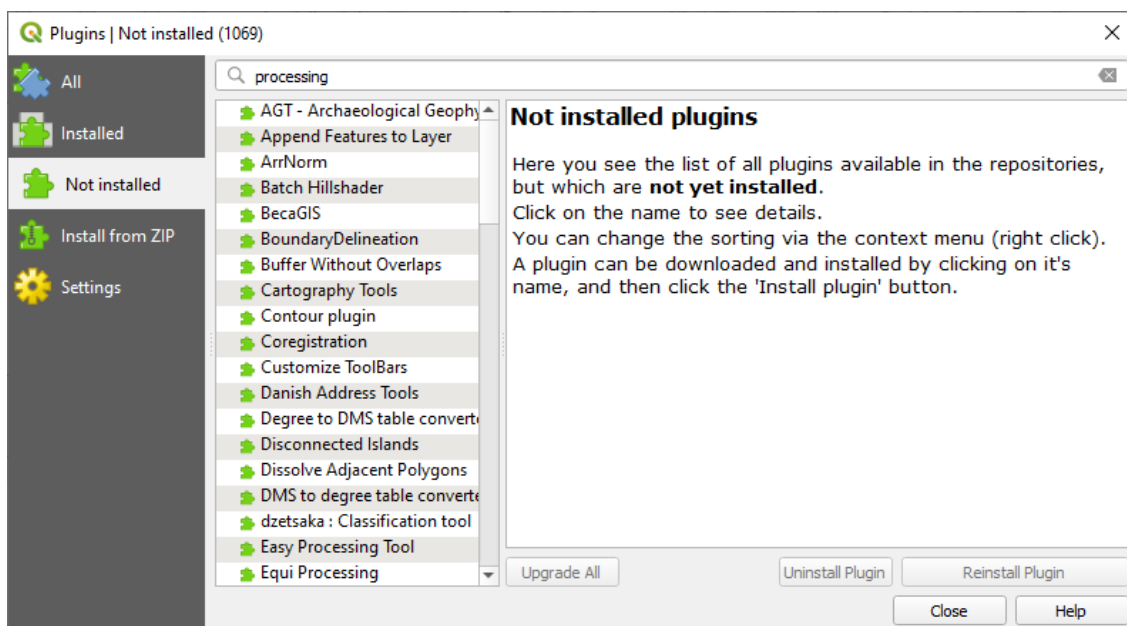 Plugins | Not installed (1069)
All
Installed
Not installed
Install from ZIP
Settings
processing
AGT - Archaeological Geophy
Append Features to Layer
ArrNorm
Batch Hillshader
BecaGIS
BoundaryDelineation
Buffer Without Overlaps
Cartography Tools
Contour plugin
Coregistration
Customize ToolBars
Danish Address Tools
Degree to DMS table converte
Disconnected Islands
Dissolve Adjacent Polygons
DMS to degree table converte
dzetsaka : Classification tool
Easy Processing Tool
Equi Processing
Not installed plugins
Here you see the list of all plugins available in the repositories,
but which are not yet installed.
Click on the name to see details.
You can change the sorting via the context menu (right click).
A plugin can be downloaded and installed by clicking on it's
name, and then click the 'Install plugin' button.
Upgrade All
Uninstall Plugin
Reinstall Plugin
Close
Help